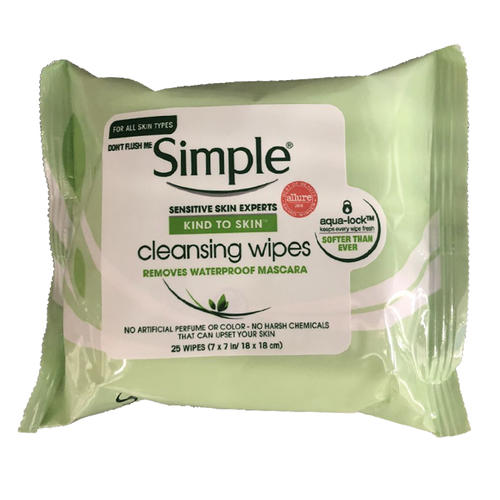 FOR ALL SKIN TYPES
DON'T FLUSH ME
Simple®
SENSITIVE SKIN EXPERTS
KIND TO SKIN™
allure
aqua-lock™
keeps every wipe fresh
SOFTER THAN
EVER
cleansing wipes
REMOVES WATERPROOF MASCARA
NO ARTIFICIAL PERFUME OR COLOR - NO HARSH CHEMICALS
THAT CAN UPSET YOUR SKIN
25 WIPES (7 x 7 in/ 18 x 18 cm)